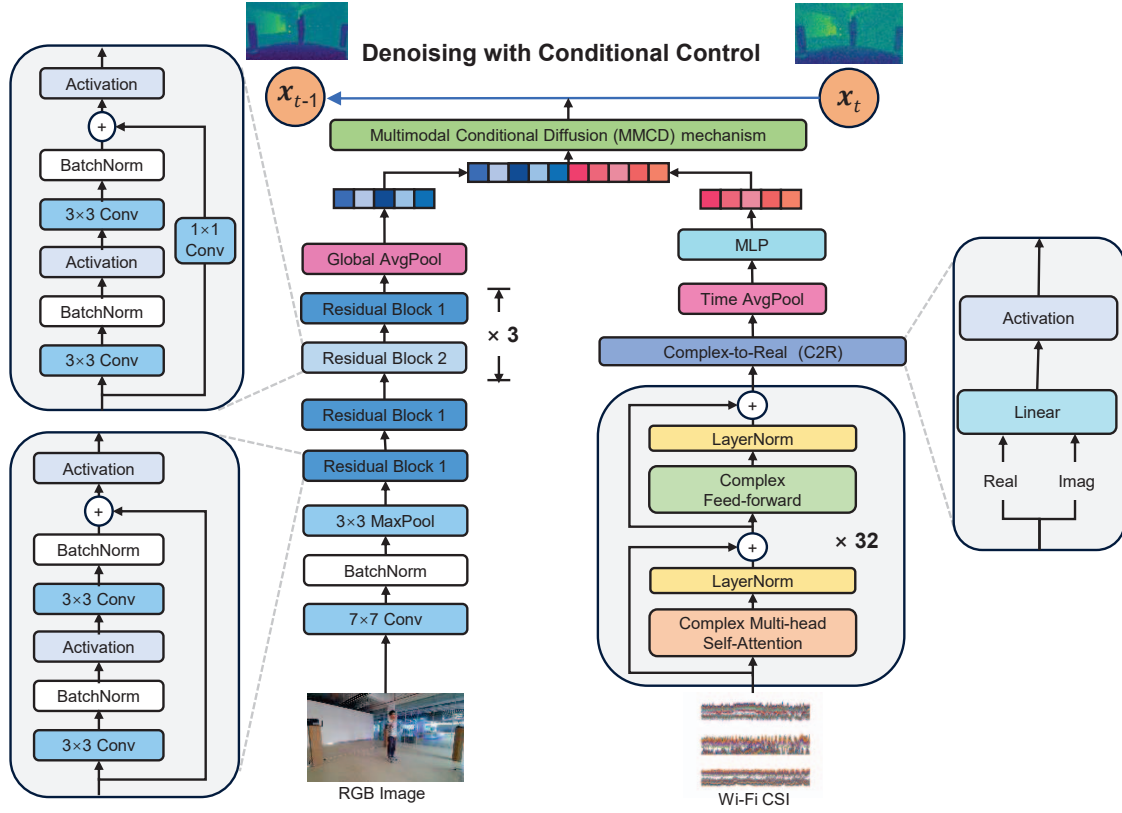 Denoising with Conditional Control
x_{t-1}
x_t
Multimodal Conditional Diffusion (MMCD) mechanism
Activation
+
BatchNorm
3×3 Conv
1×1
Conv
Activation
BatchNorm
3×3 Conv
Activation
+
BatchNorm
3×3 Conv
Activation
BatchNorm
3×3 Conv
Global AvgPool
Residual Block 1
× 3
Residual Block 2
Residual Block 1
Residual Block 1
3×3 MaxPool
BatchNorm
7×7 Conv
RGB Image
MLP
Time AvgPool
Complex-to-Real (C2R)
+
LayerNorm
Complex
Feed-forward
+
× 32
LayerNorm
Complex Multi-head
Self-Attention
Wi-Fi CSI
Activation
Linear
Real
Imag